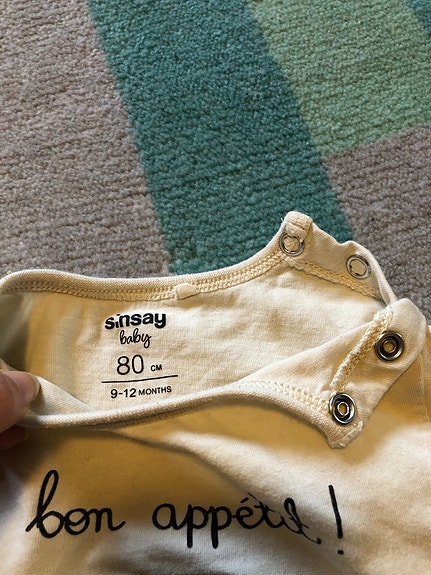 sinsay
baby
80 CM
9-12 MONTHS
bon appétit!